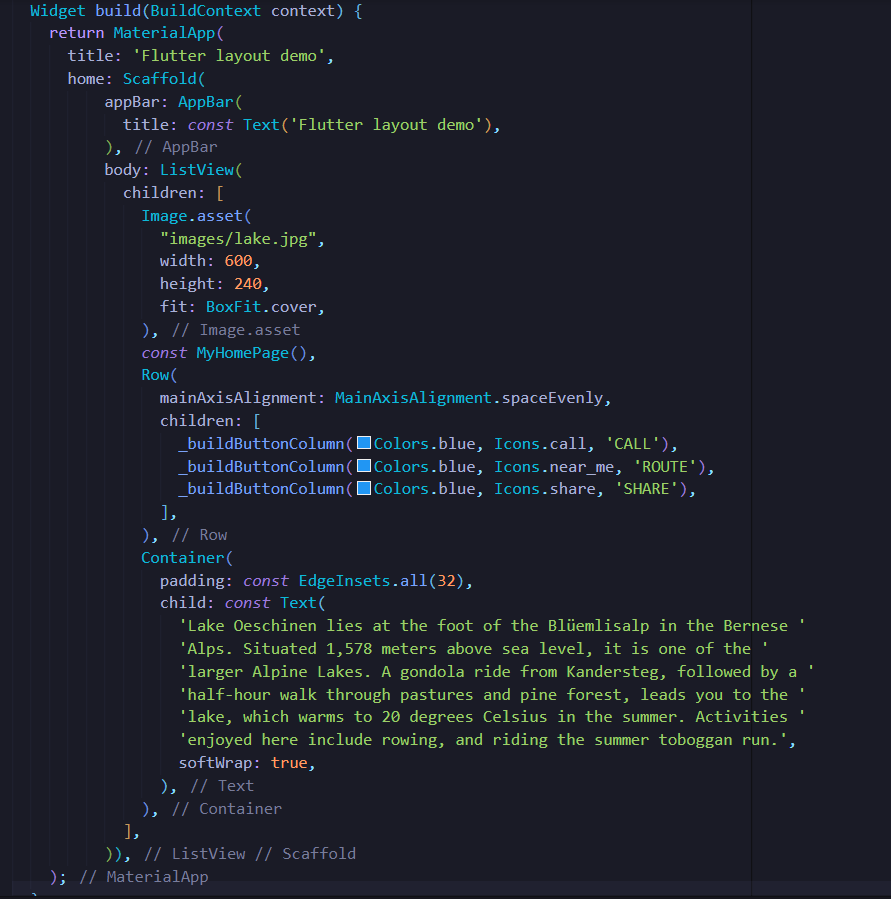 Widget build(BuildContext context) {
  return MaterialApp(
    title: 'Flutter layout demo',
    home: Scaffold(
        appBar: AppBar(
          title: const Text('Flutter layout demo'),
        ), // AppBar
        body: ListView(
          children: [
            Image.asset(
              "images/lake.jpg",
              width: 600,
              height: 240,
              fit: BoxFit.cover,
            ), // Image.asset
            const MyHomePage(),
            Row(
              mainAxisAlignment: MainAxisAlignment.spaceEvenly,
              children: [
                _buildButtonColumn(Colors.blue, Icons.call, 'CALL'),
                _buildButtonColumn(Colors.blue, Icons.near_me, 'ROUTE'),
                _buildButtonColumn(Colors.blue, Icons.share, 'SHARE'),
              ],
            ), // Row
            Container(
              padding: const EdgeInsets.all(32),
              child: const Text(
                'Lake Oeschinen lies at the foot of the Blüemlisalp in the Bernese '
                'Alps. Situated 1,578 meters above sea level, it is one of the '
                'larger Alpine Lakes. A gondola ride from Kandersteg, followed by a '
                'half-hour walk through pastures and pine forest, leads you to the '
                'lake, which warms to 20 degrees Celsius in the summer. Activities '
                'enjoyed here include rowing, and riding the summer toboggan run.',
                softWrap: true,
              ), // Text
            ), // Container
          ],
        )), // ListView // Scaffold
  ); // MaterialApp